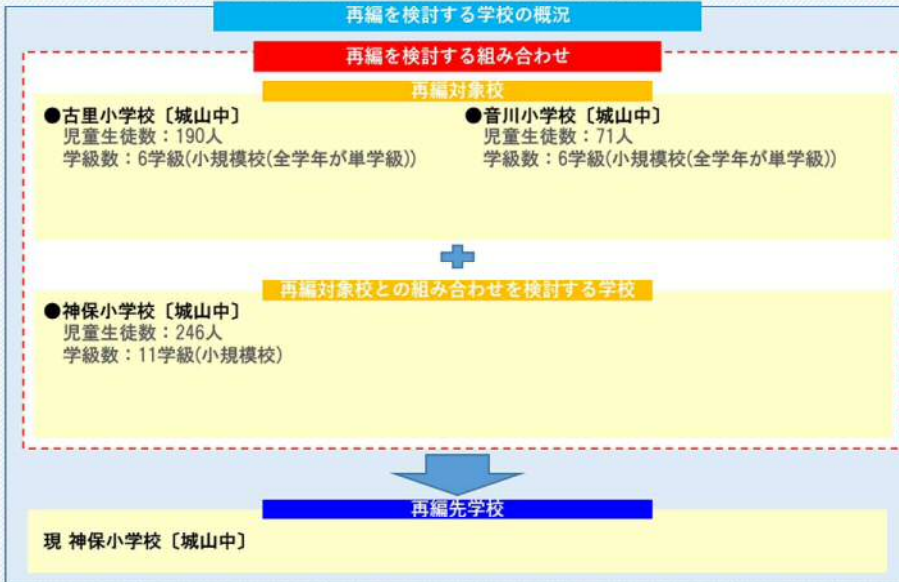 再編を検討する学校の概況
再編を検討する組み合わせ
再編対象校
●古里小学校〔城山中〕
児童生徒数：190人
学級数：6学級(小規模校(全学年が単学級))
●音川小学校〔城山中〕
児童生徒数：71人
学級数：6学級(小規模校(全学年が単学級))
再編対象校との組み合わせを検討する学校
●神保小学校〔城山中〕
児童生徒数：246人
学級数：11学級(小規模校)
再編先学校
現 神保小学校〔城山中〕